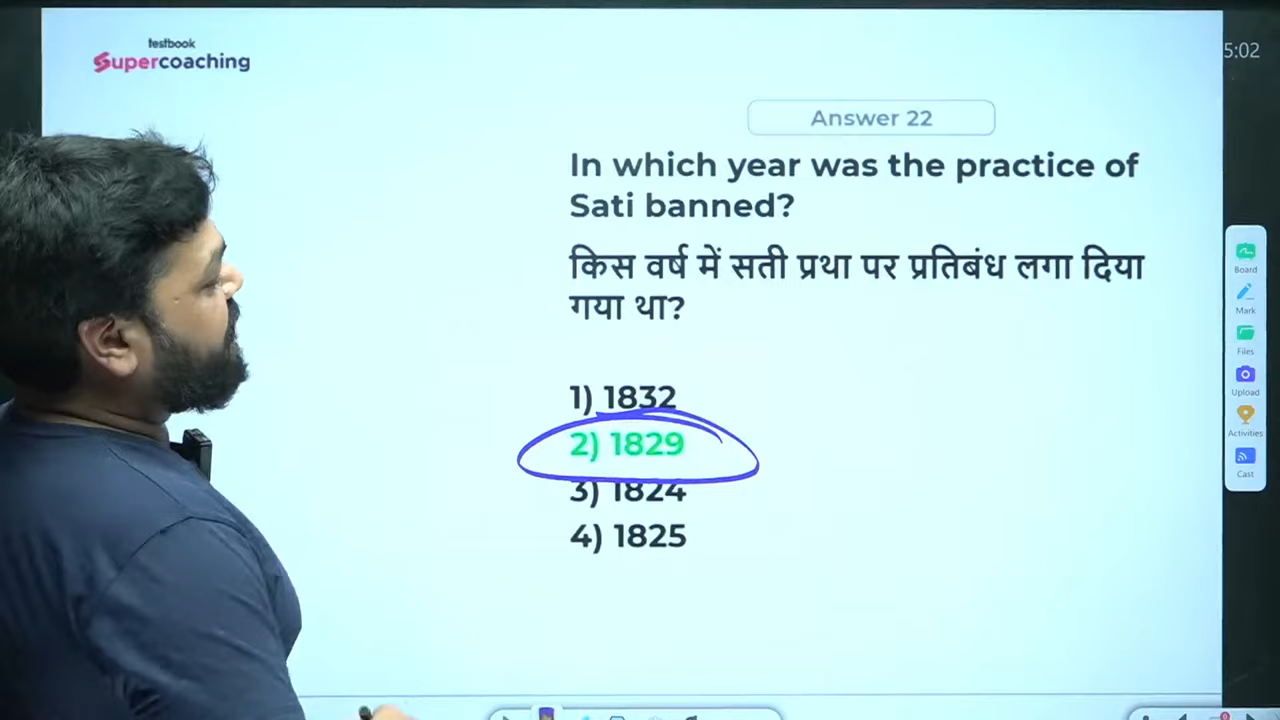 testbook
Supercoaching
5:02
Answer 22
In which year was the practice of
Sati banned?
किस वर्ष में सती प्रथा पर प्रतिबंध लगा दिया
गया था?
1) 1832
2) 1829
3) 1824
4) 1825
Board
Mark
Files
Upload
Activities
Cast